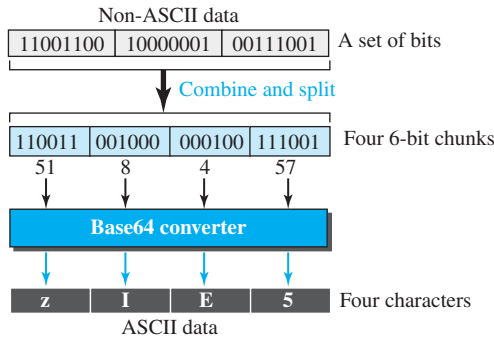 Non-ASCII data
11001100 10000001 00111001 A set of bits
Combine and split
110011 001000 000100 111001 Four 6-bit chunks
51 8 4 57
Base64 converter
z I E 5 Four characters
ASCII data